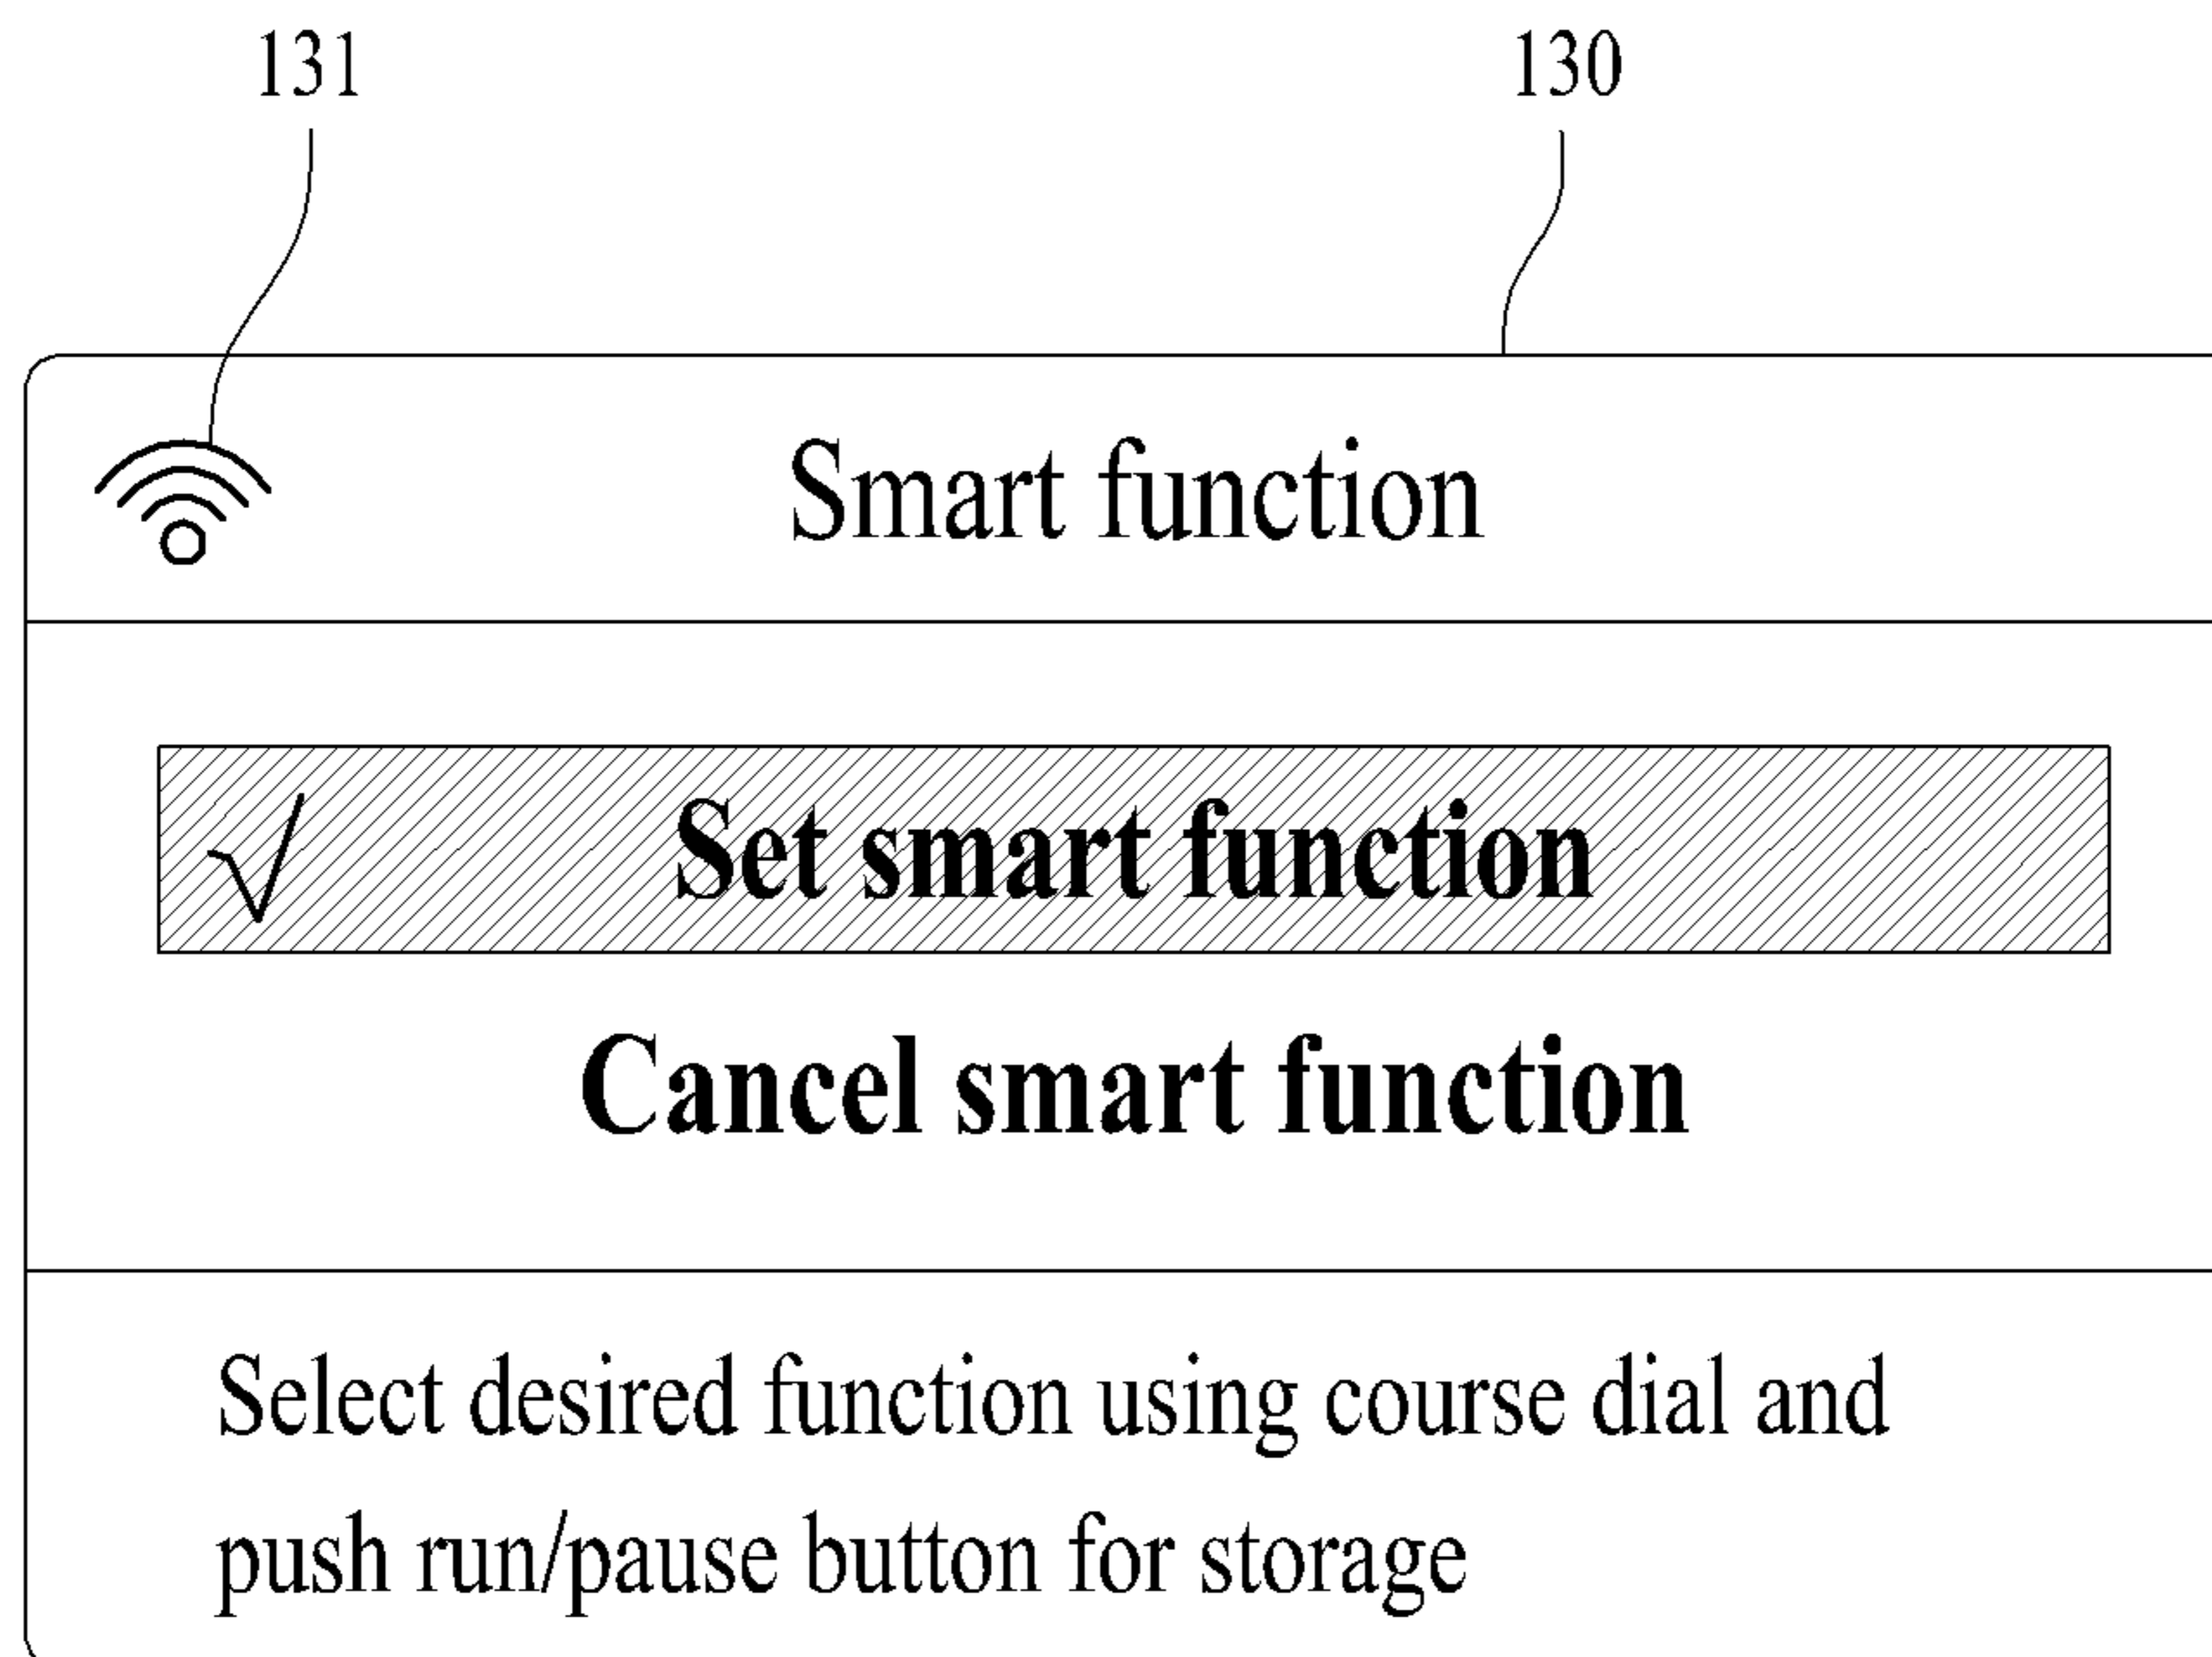 131 130
Smart function
Set smart function
Cancel smart function
Select desired function using course dial and
push run/pause button for storage